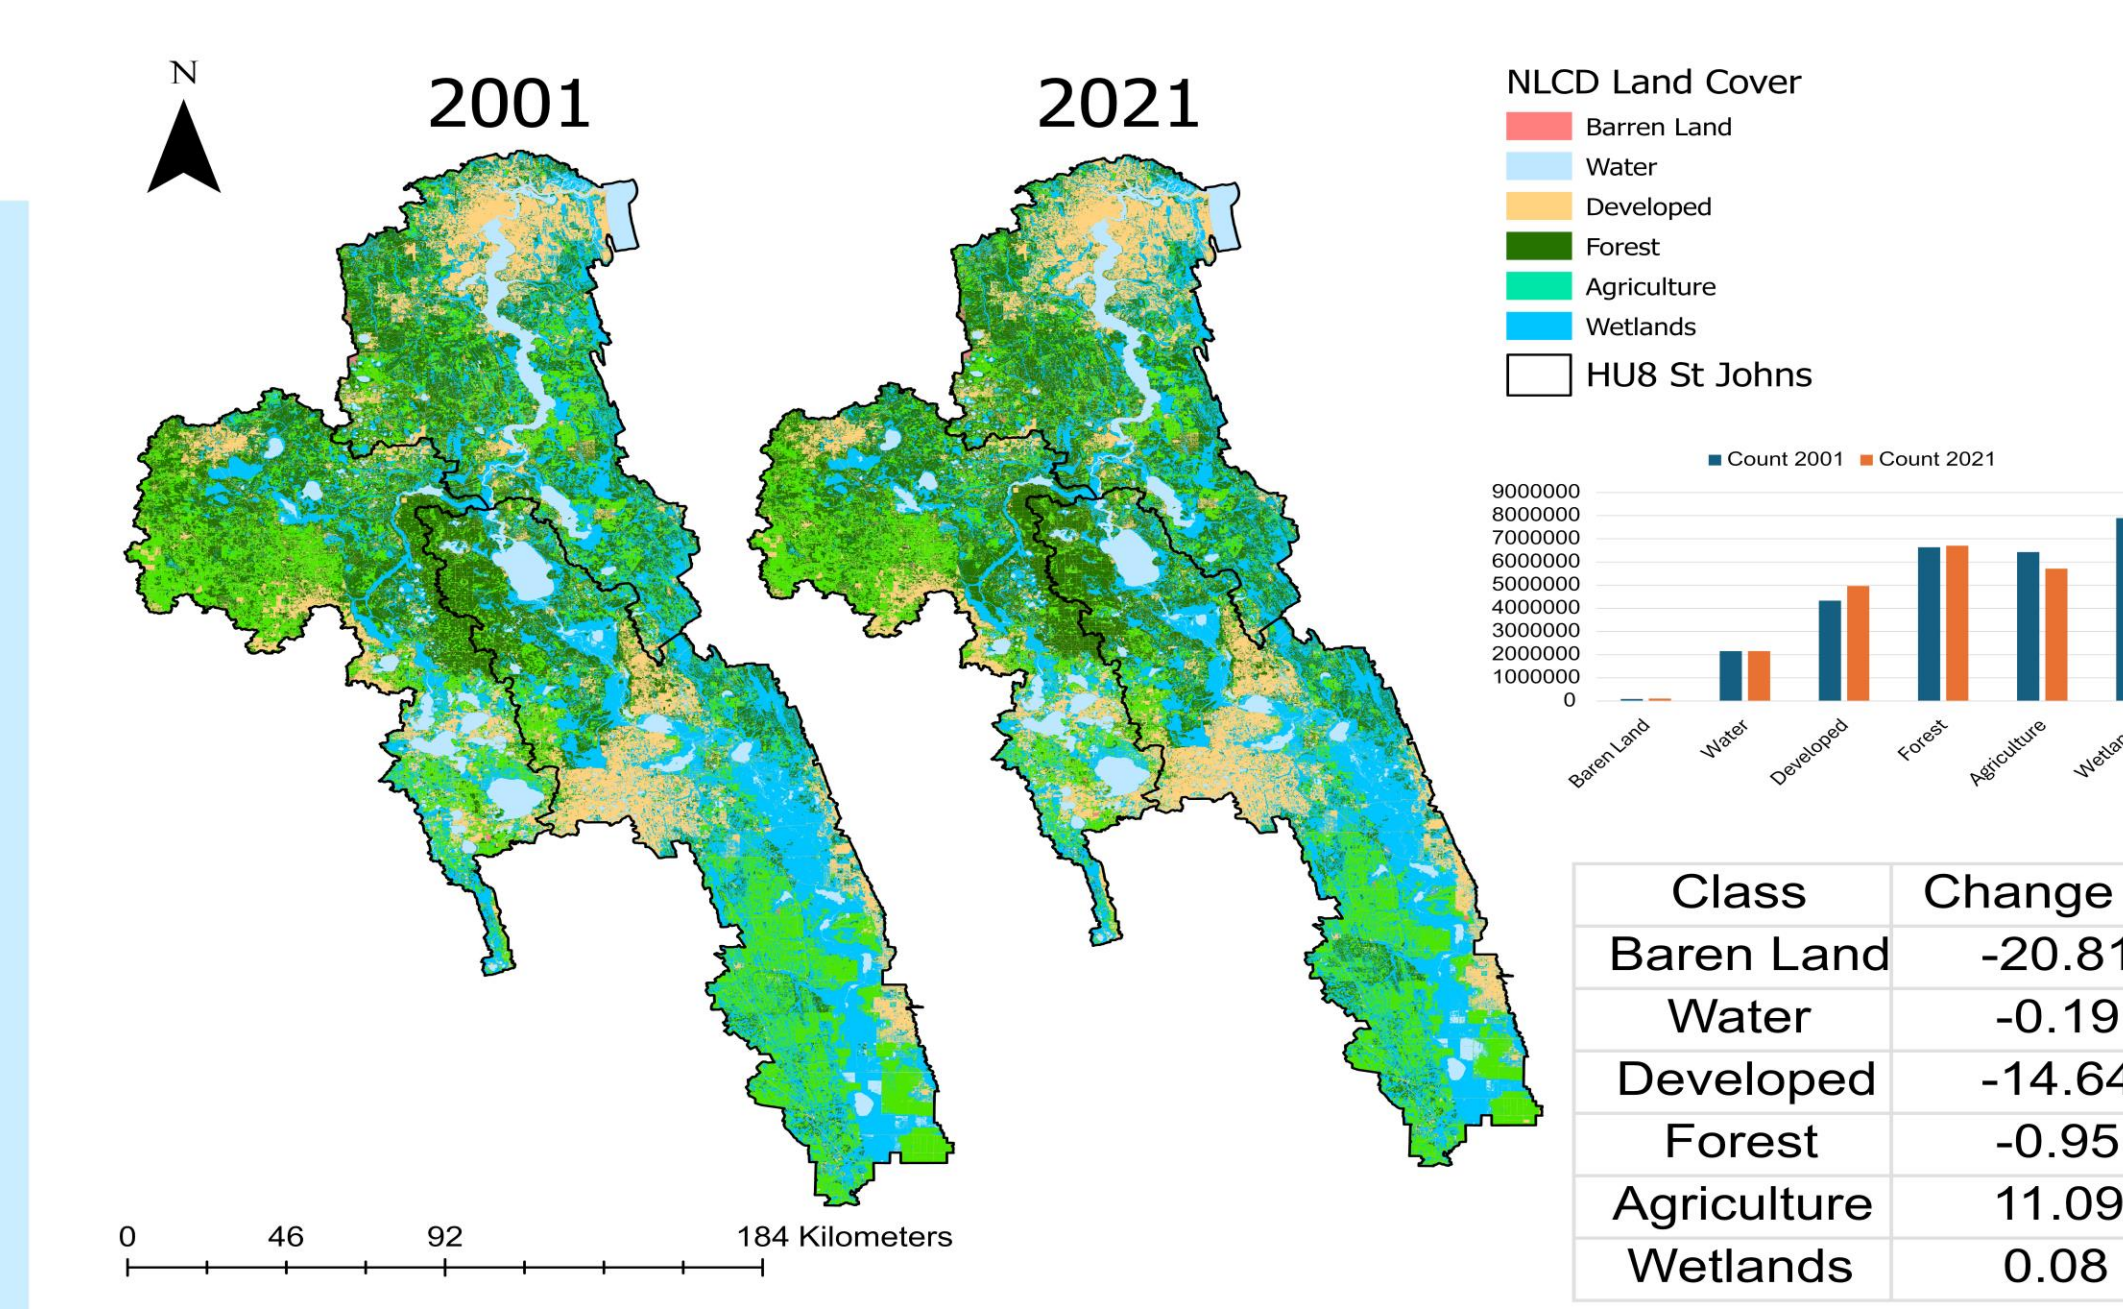 N
2001
2021
NLCD Land Cover
Barren Land
Water
Developed
Forest
Agriculture
Wetlands
HU8 St Johns
Count 2001 Count 2021
9000000
8000000
7000000
6000000
5000000
4000000
3000000
2000000
1000000
0
Baren Land
Water
Developed
Forest
Agriculture
Class Change
Baren Land -20.81
Water -0.19
Developed -14.64
Forest -0.95
Agriculture 11.09
Wetlands 0.08
0 46 92 184 Kilometers